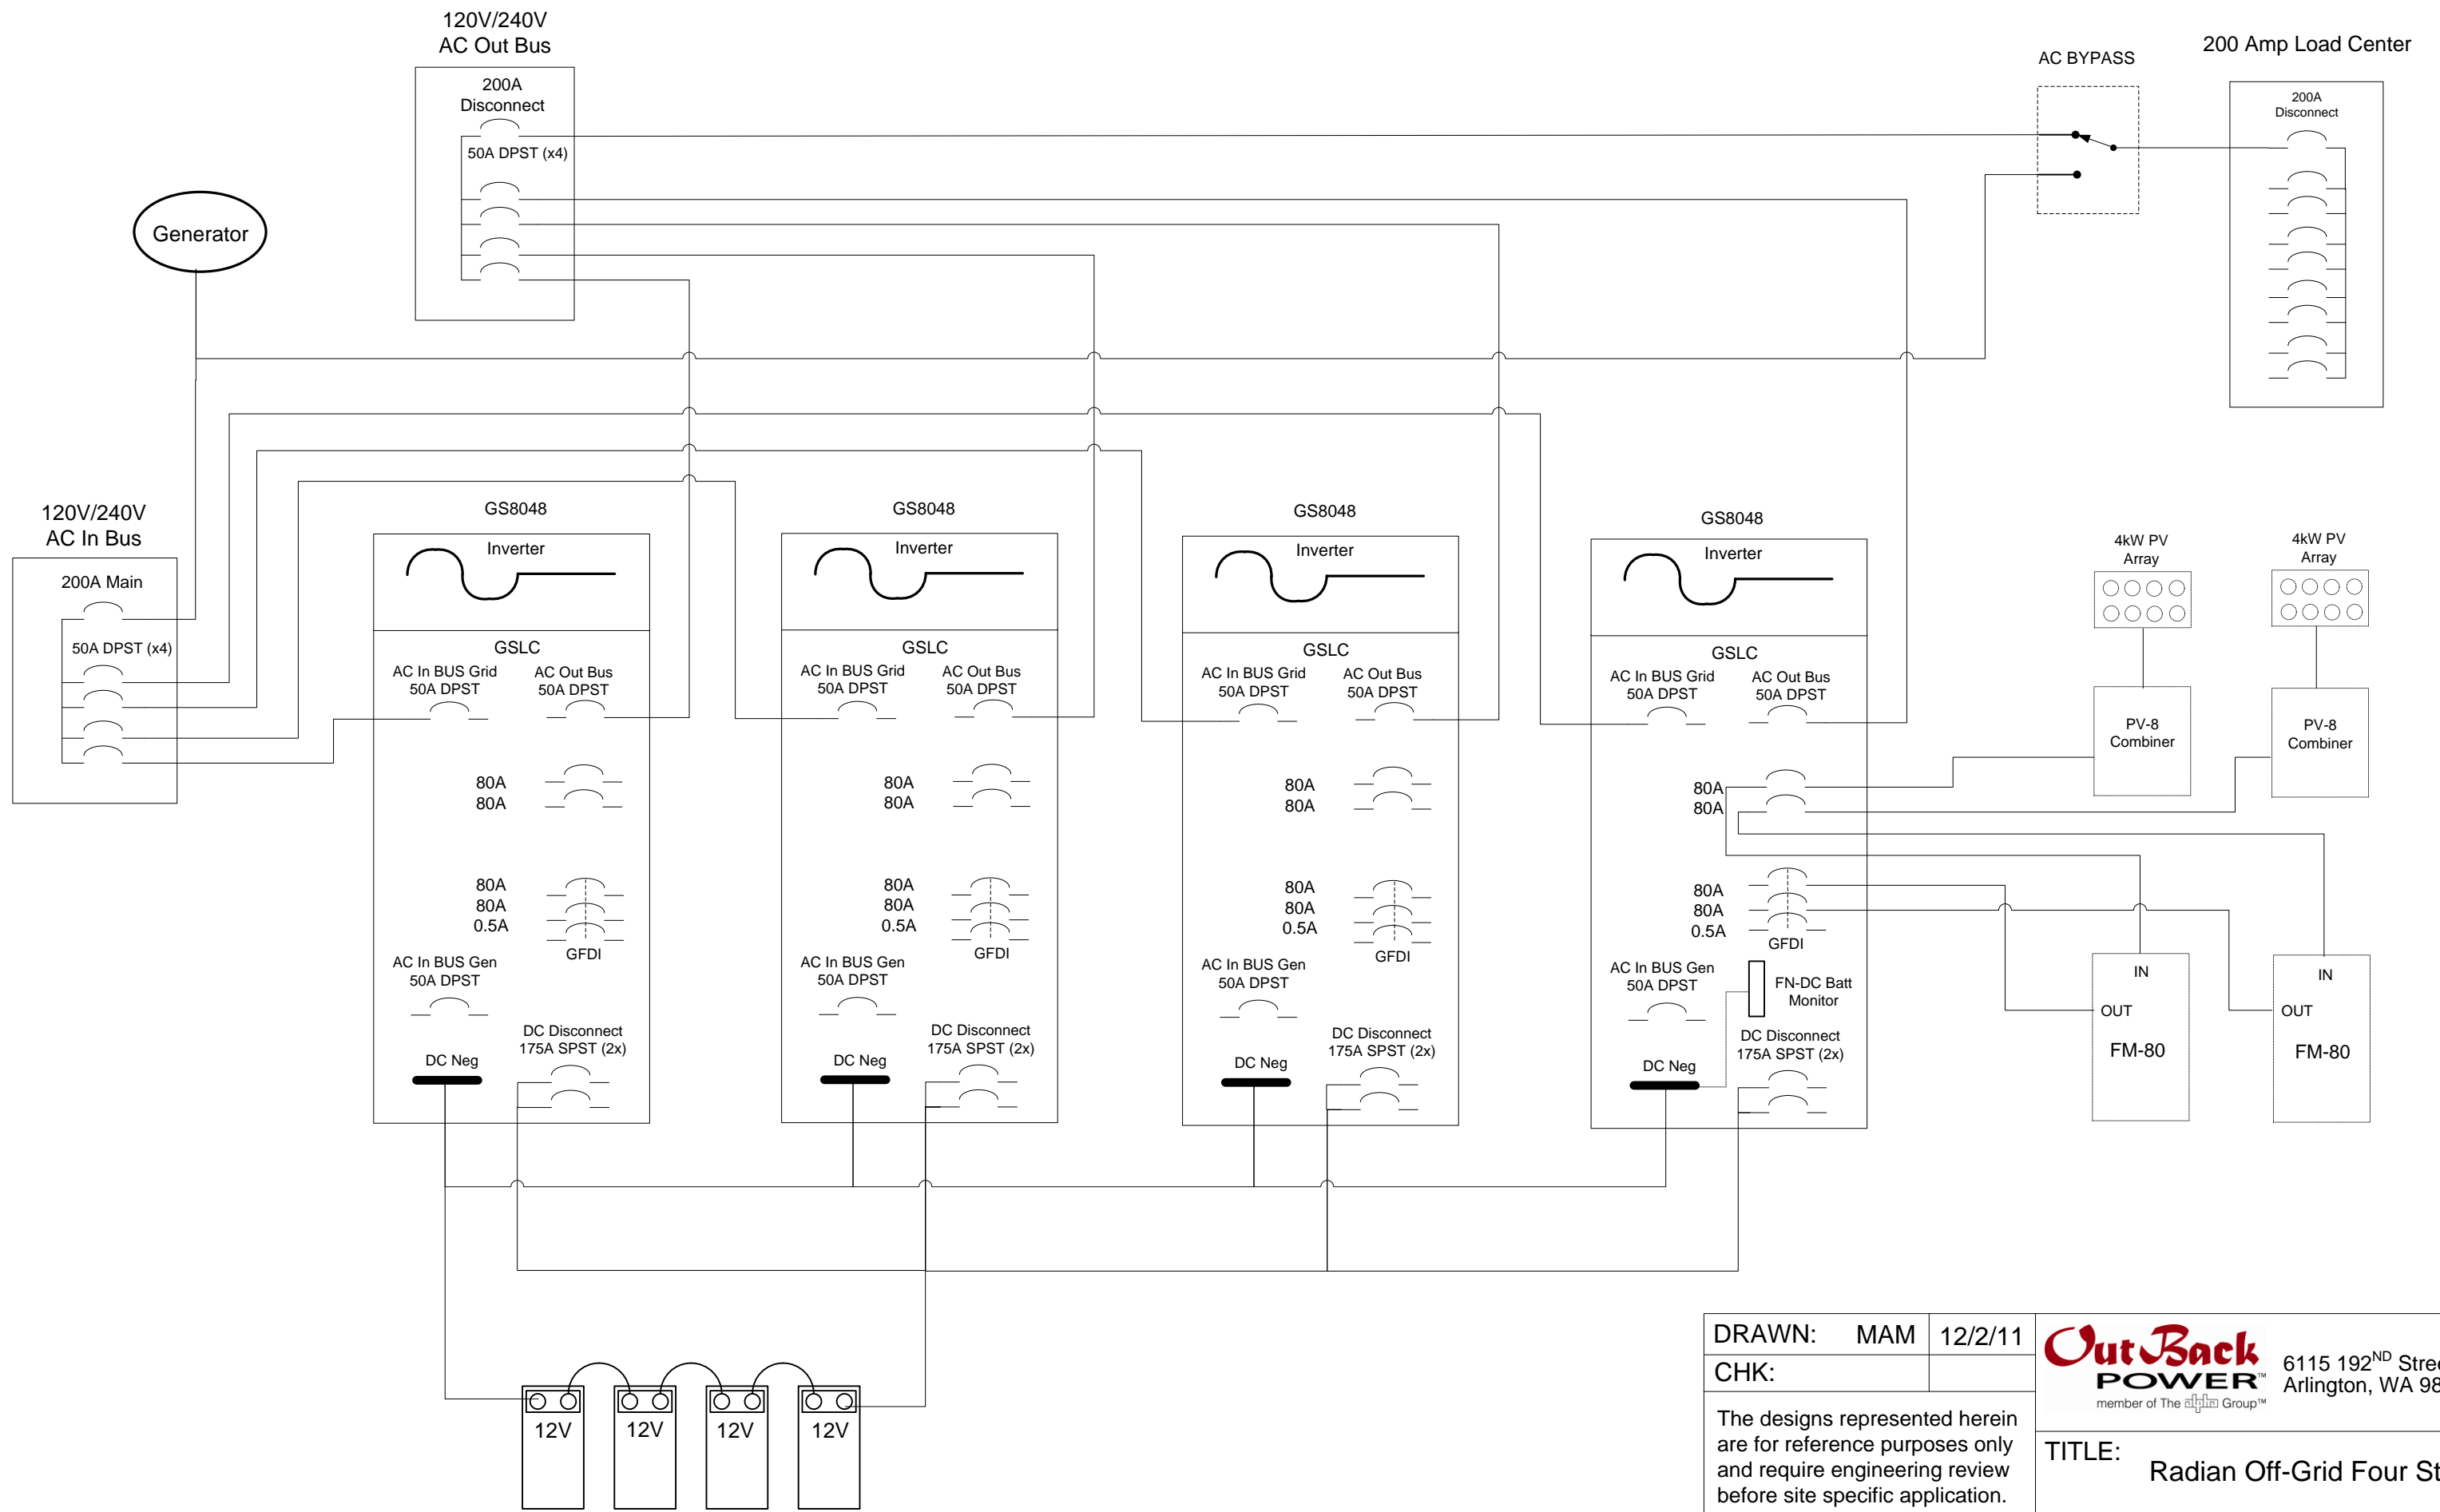 120V/240V
AC Out Bus
200A
Disconnect
50A DPST (x4)
AC BYPASS
200 Amp Load Center
200A
Disconnect
Generator
120V/240V
AC In Bus
200A Main
50A DPST (x4)
GS8048
Inverter
GSLC
AC In BUS Grid
50A DPST
AC Out Bus
50A DPST
80A
80A
80A
80A
0.5A
GFDI
AC In BUS Gen
50A DPST
DC Disconnect
175A SPST (2x)
DC Neg
GS8048
Inverter
GSLC
AC In BUS Grid
50A DPST
AC Out Bus
50A DPST
80A
80A
80A
80A
0.5A
GFDI
AC In BUS Gen
50A DPST
DC Disconnect
175A SPST (2x)
DC Neg
GS8048
Inverter
GSLC
AC In BUS Grid
50A DPST
AC Out Bus
50A DPST
80A
80A
80A
80A
0.5A
GFDI
AC In BUS Gen
50A DPST
DC Disconnect
175A SPST (2x)
DC Neg
GS8048
Inverter
GSLC
AC In BUS Grid
50A DPST
AC Out Bus
50A DPST
80A
80A
80A
80A
0.5A
GFDI
AC In BUS Gen
50A DPST
FN-DC Batt
Monitor
DC Disconnect
175A SPST (2x)
DC Neg
4kW PV
Array
4kW PV
Array
PV-8
Combiner
PV-8
Combiner
IN
OUT
FM-80
IN
OUT
FM-80
12V
12V
12V
12V
DRAWN: MAM 12/2/11
CHK:
The designs represented herein
are for reference purposes only
and require engineering review
before site specific application.
OutBack
POWER™
member of The alpha Group™
6115 192ND Stree
Arlington, WA 98
TITLE:
Radian Off-Grid Four St